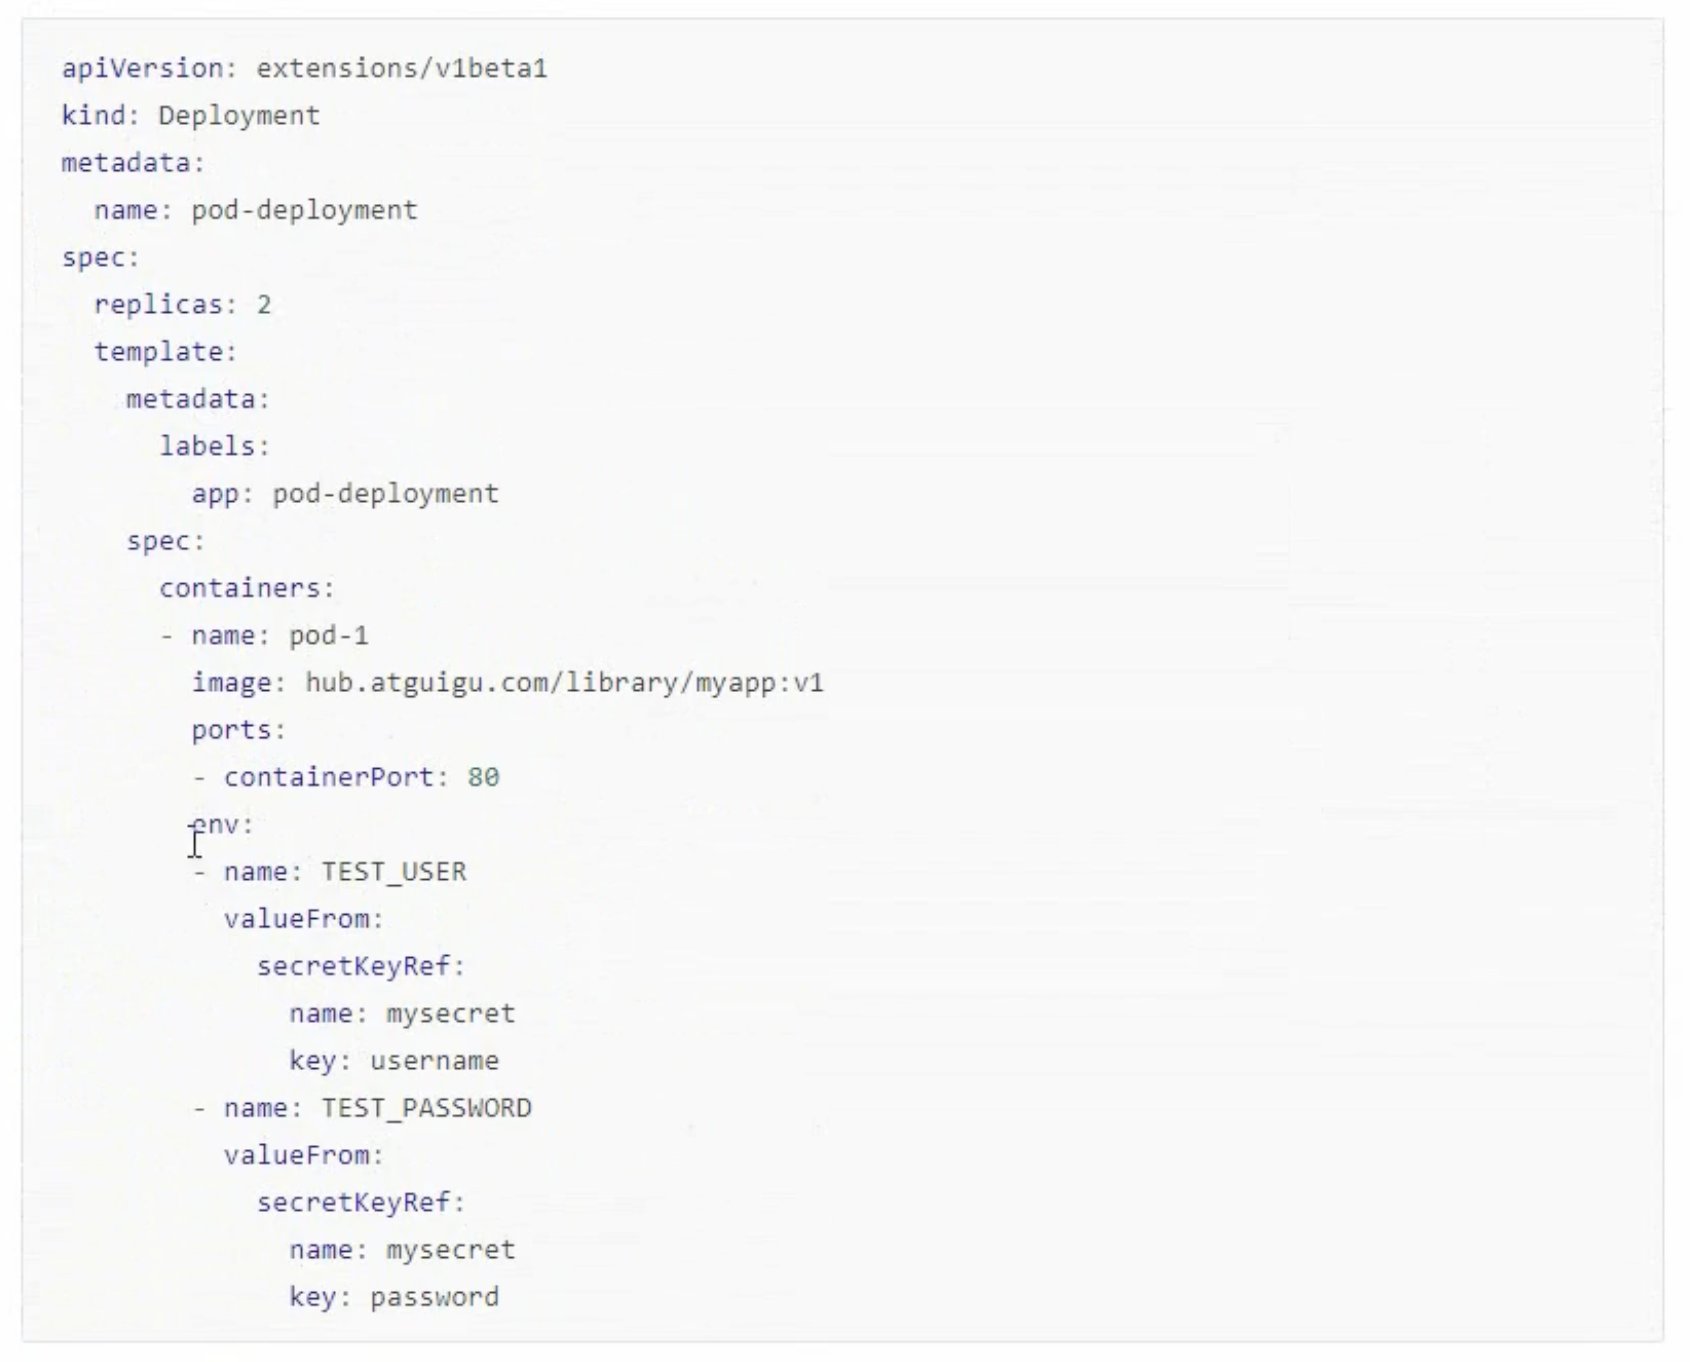 apiVersion: extensions/v1beta1
kind: Deployment
metadata:
  name: pod-deployment
spec:
  replicas: 2
  template:
    metadata:
      labels:
        app: pod-deployment
    spec:
      containers:
      - name: pod-1
        image: hub.atguigu.com/library/myapp:v1
        ports:
        - containerPort: 80
        env:
        - name: TEST_USER
          valueFrom:
            secretKeyRef:
              name: mysecret
              key: username
        - name: TEST_PASSWORD
          valueFrom:
            secretKeyRef:
              name: mysecret
              key: password